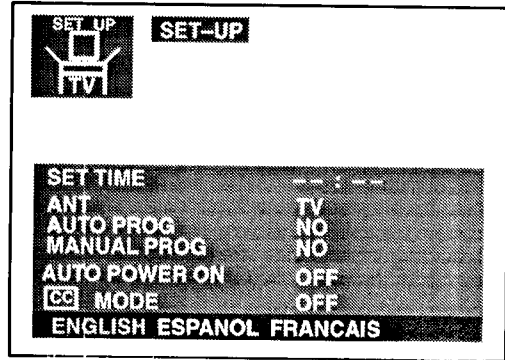 SET UP
SET-UP
TV
SET TIME -- : --
ANT TV
AUTO PROG NO
MANUAL PROG NO
AUTO POWER ON OFF
CC MODE OFF
ENGLISH ESPANOL FRANCAIS